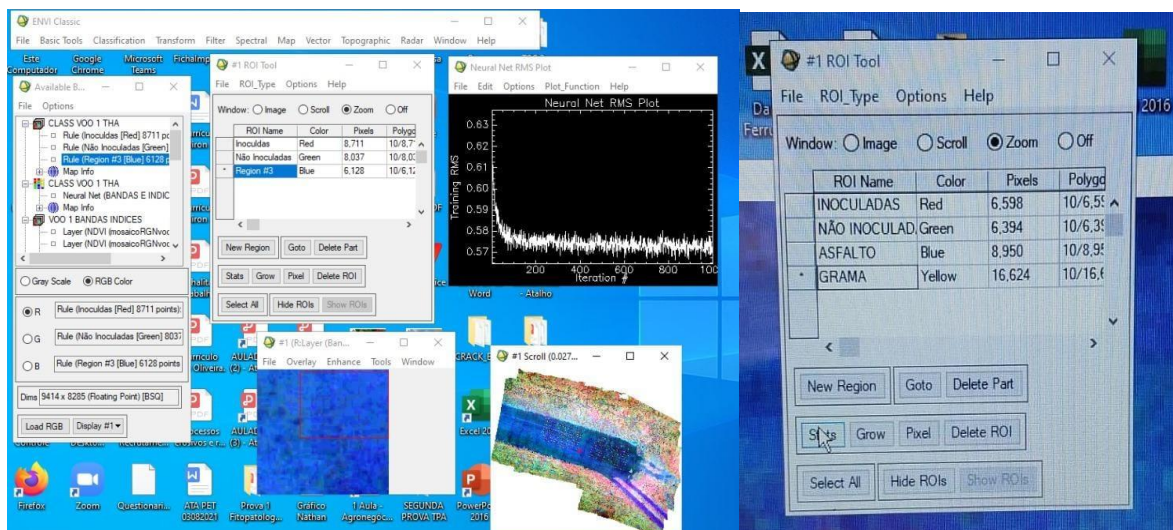 ENVI Classic
File Basic Tools Classification Transform Filter Spectral Map Vector Topographic Radar Window Help
Este Computador
Google Chrome
Microsoft Teams
Available B...
File Options
CLASS VOO 1 THA
Rule (Inoculdas [Red] 8711 po
Rule (Não Inoculadas [Green]
Rule (Region #3 [Blue] 6128 p
Map Info
CLASS VOO 1 THA
Neural Net (BANDAS E INDIC
Map Info
VOO 1 BANDAS INDICES
Layer (NDVI (mosaicoRGNvoc
Layer (NDVI (mosaicoRGNvoc
Gray Scale RGB Color
R Rule (Inoculdas [Red] 8711 points):
G Rule (Não Inoculadas [Green] 8037
B Rule (Region #3 [Blue] 6128 points
Dims 9414 x 8285 (Floating Point) [BSQ]
Load RGB Display #1
#1 ROI Tool
File ROI_Type Options Help
Window: Image Scroll Zoom Off
ROI Name Color Pixels Polygo
Inoculdas Red 8,711 10/8,7
Não Inoculadas Green 8,037 10/8,0
* Region #3 Blue 6,128 10/6,12
New Region Goto Delete Part
Stats Grow Pixel Delete ROI
Select All Hide ROIs Show ROIs
Neural Net RMS Plot
File Edit Options Plot_Function Help
Neural Net RMS Plot
Training RMS
0.63
0.62
0.61
0.60
0.59
0.58
0.57
200 400 600 800 100
Iteration #
Word
- Atalho
#1 (R:Layer (Ban...
File Overlay Enhance Tools Window
#1 Scroll (0.027...
Firefox
Zoom
Questionan...
ATA PET 03082021
Prova 1 Fitopatolog...
Grafico Nathan
1 Aula - Agronegoc...
SEGUNDA PROVA TPA
2016
#1 ROI Tool
File ROI_Type Options Help
Window: Image Scroll Zoom Off
ROI Name Color Pixels Polygo
INOCULADAS Red 6,598 10/6,59
NÃO INOCULAD. Green 6,394 10/6,39
ASFALTO Blue 8,950 10/8,95
* GRAMA Yellow 16,624 10/16,6
New Region Goto Delete Part
Stats Grow Pixel Delete ROI
Select All Hide ROIs Show ROIs
2016